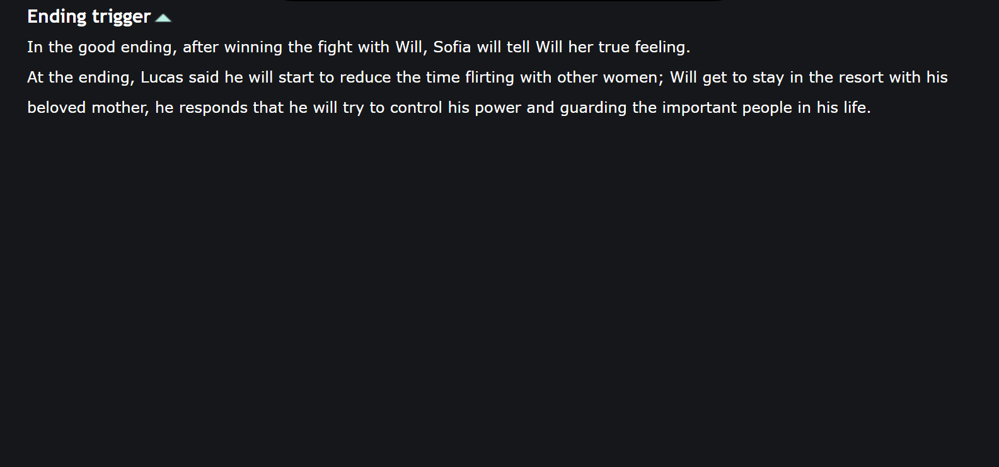 Ending trigger
In the good ending, after winning the fight with Will, Sofia will tell Will her true feeling.
At the ending, Lucas said he will start to reduce the time flirting with other women; Will get to stay in the resort with his
beloved mother, he responds that he will try to control his power and guarding the important people in his life.